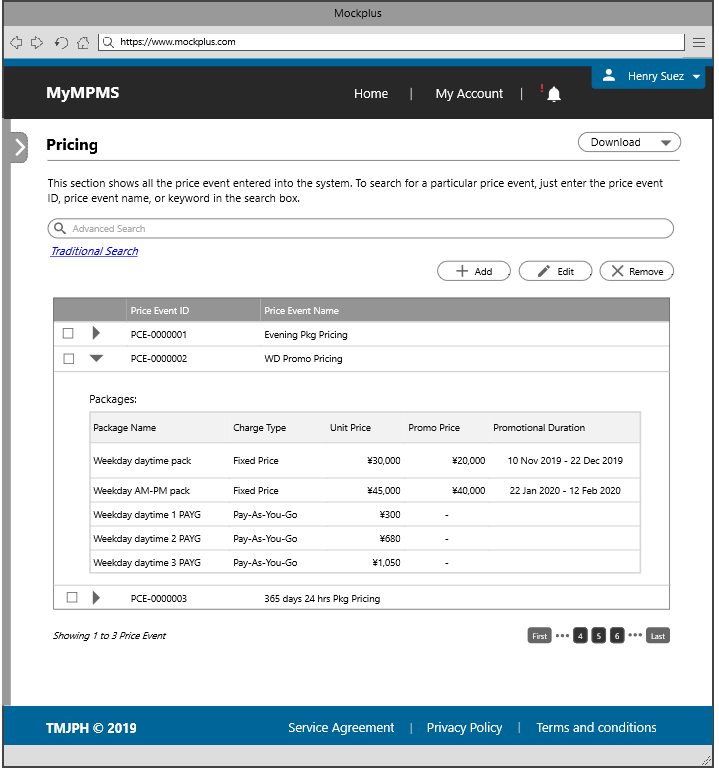 Mockplus
https://www.mockplus.com
Henry Suez
MyMPMS
Home | My Account | !
Pricing
Download
This section shows all the price event entered into the system. To search for a particular price event, just enter the price event
ID, price event name, or keyword in the search box.
Advanced Search
Traditional Search
Add Edit Remove
Price Event ID Price Event Name
PCE-0000001 Evening Pkg Pricing
PCE-0000002 WD Promo Pricing
Packages:
Package Name Charge Type Unit Price Promo Price Promotional Duration
Weekday daytime pack Fixed Price ¥30,000 ¥20,000 10 Nov 2019 - 22 Dec 2019
Weekday AM-PM pack Fixed Price ¥45,000 ¥40,000 22 Jan 2020 - 12 Feb 2020
Weekday daytime 1 PAYG Pay-As-You-Go ¥300 -
Weekday daytime 2 PAYG Pay-As-You-Go ¥680 -
Weekday daytime 3 PAYG Pay-As-You-Go ¥1,050 -
PCE-0000003 365 days 24 hrs Pkg Pricing
Showing 1 to 3 Price Event
First ••• 4 5 6 ••• Last
TMJPH © 2019
Service Agreement | Privacy Policy | Terms and conditions